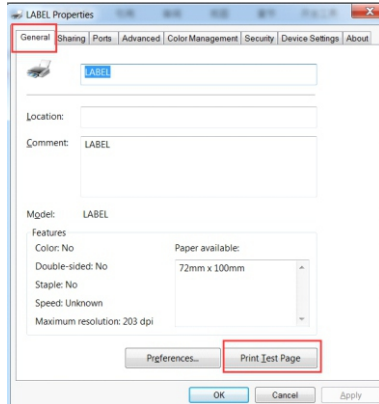 LABEL Properties
General Sharing Ports Advanced Color Management Security Device Settings About
LABEL
Location:
Comment: LABEL
Model: LABEL
Features
Color: No Paper available:
Double-sided: No 72mm x 100mm
Staple: No
Speed: Unknown
Maximum resolution: 203 dpi
Preferences... Print Test Page
OK Cancel Apply